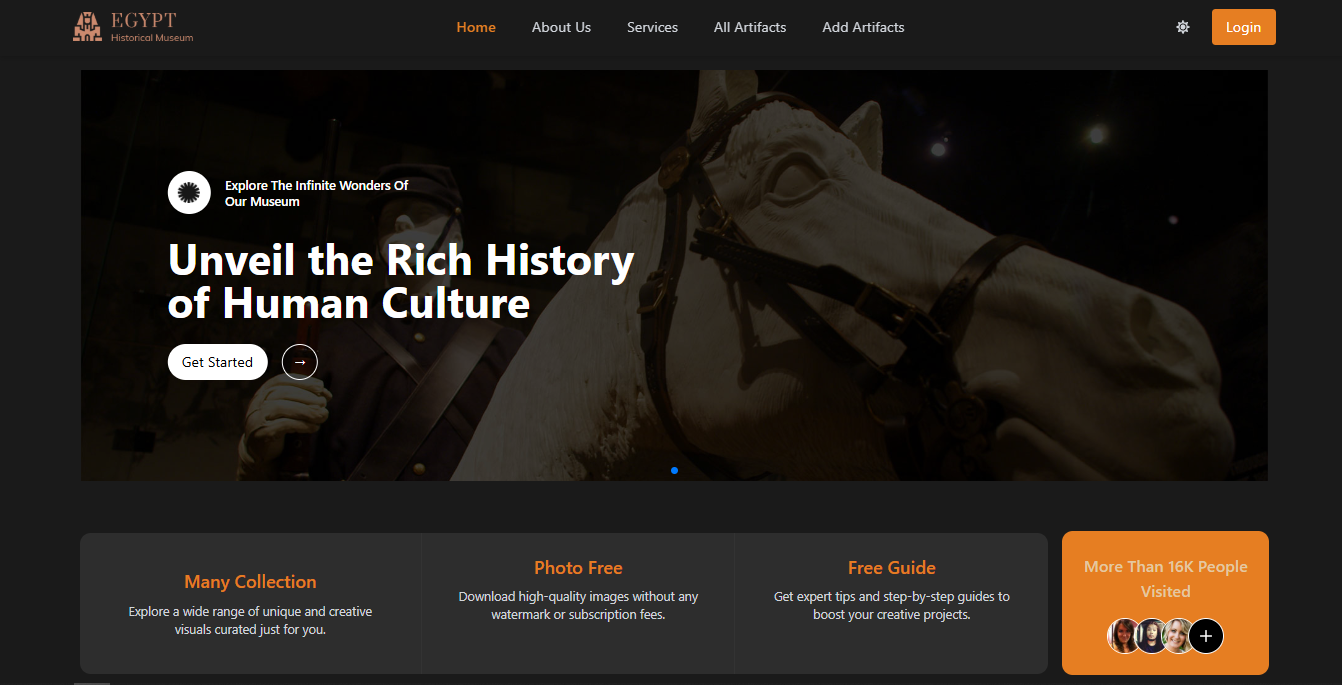 EGYPT
Historical Museum
Home
About Us
Services
All Artifacts
Add Artifacts
Login
Explore The Infinite Wonders Of
Our Museum
Unveil the Rich History
of Human Culture
Get Started
→
Many Collection
Explore a wide range of unique and creative
visuals curated just for you.
Photo Free
Download high-quality images without any
watermark or subscription fees.
Free Guide
Get expert tips and step-by-step guides to
boost your creative projects.
More Than 16K People
Visited
+